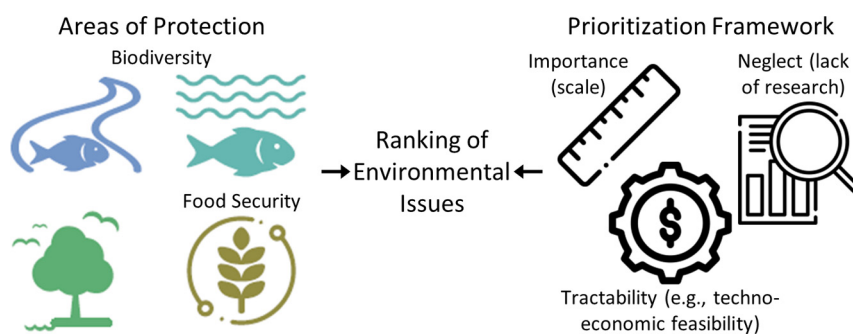 Areas of Protection
Biodiversity
Food Security
Ranking of
Environmental
Issues
Prioritization Framework
Importance
(scale)
Neglect (lack
of research)
$
Tractability (e.g., techno-
economic feasibility)